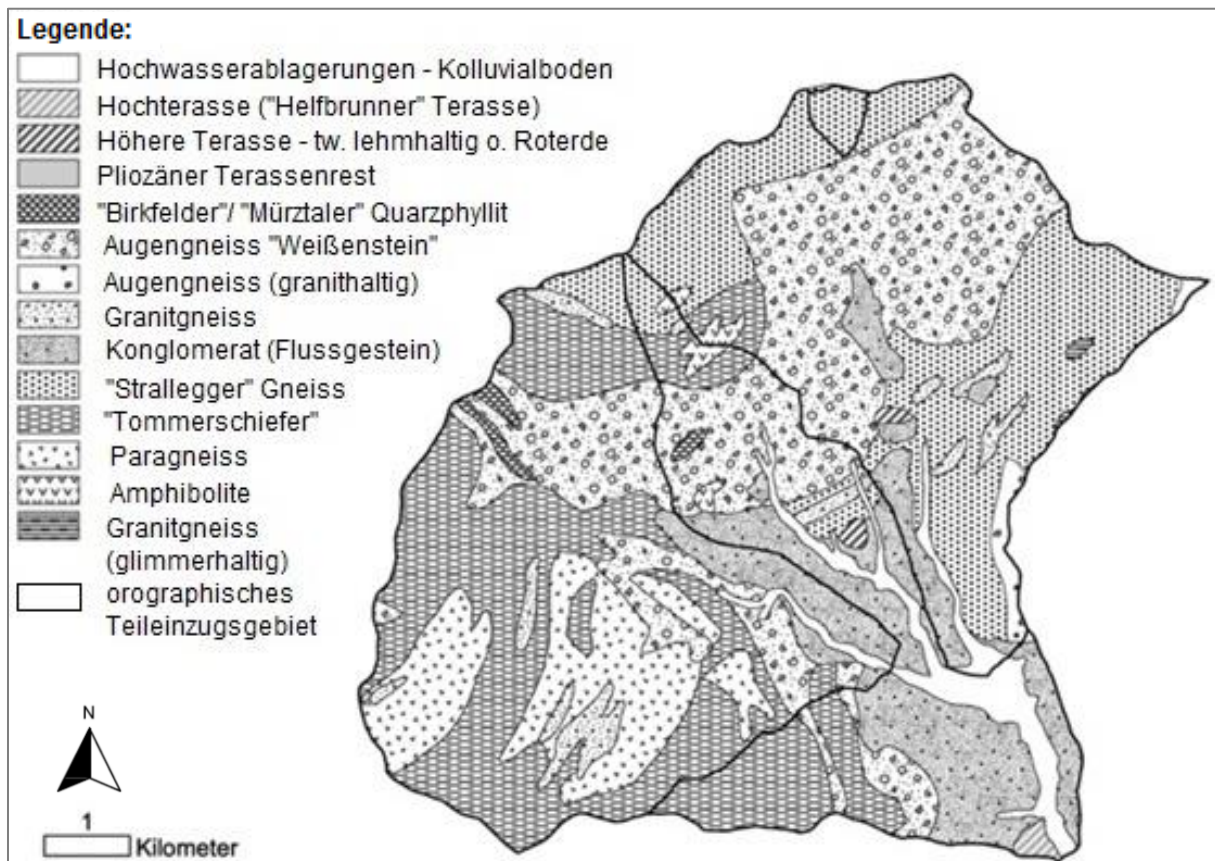 Legende:
Hochwasserablagerungen - Kolluvialboden
Hochterasse ("Helfbrunner" Terasse)
Höhere Terasse - tw. lehmhaltig o. Roterde
Pliozäner Terassenrest
"Birkfelder"/ "Mürztaler" Quarzphyllit
Augengneiss "Weißenstein"
Augengneiss (granithaltig)
Granitgneiss
Konglomerat (Flussgestein)
"Strallegger" Gneiss
"Tommerschiefer"
Paragneiss
Amphibolite
Granitgneiss
(glimmerhaltig)
orographisches
Teileinzugsgebiet
N
1
Kilometer